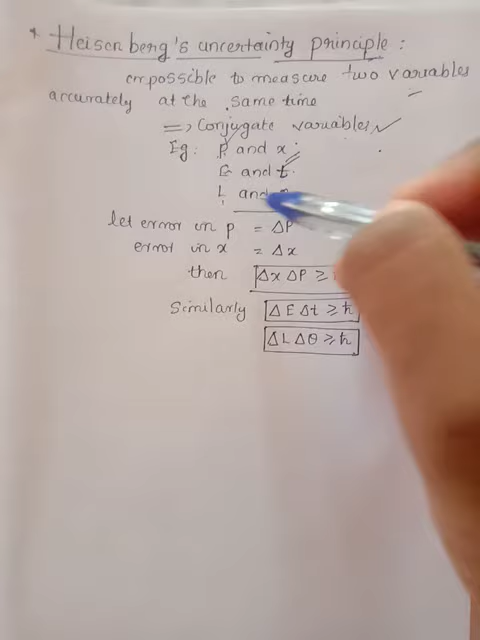 * Heisenberg's uncertainty principle :
impossible to measure two variables
accurately at the same time
=> Conjugate variables
Eg: P and x
E and t
L and
let error in p = ΔP
error in x = Δx
then Δx ΔP ≥
Similarly ΔE Δt ≥ ħ
ΔL Δθ ≥ ħ